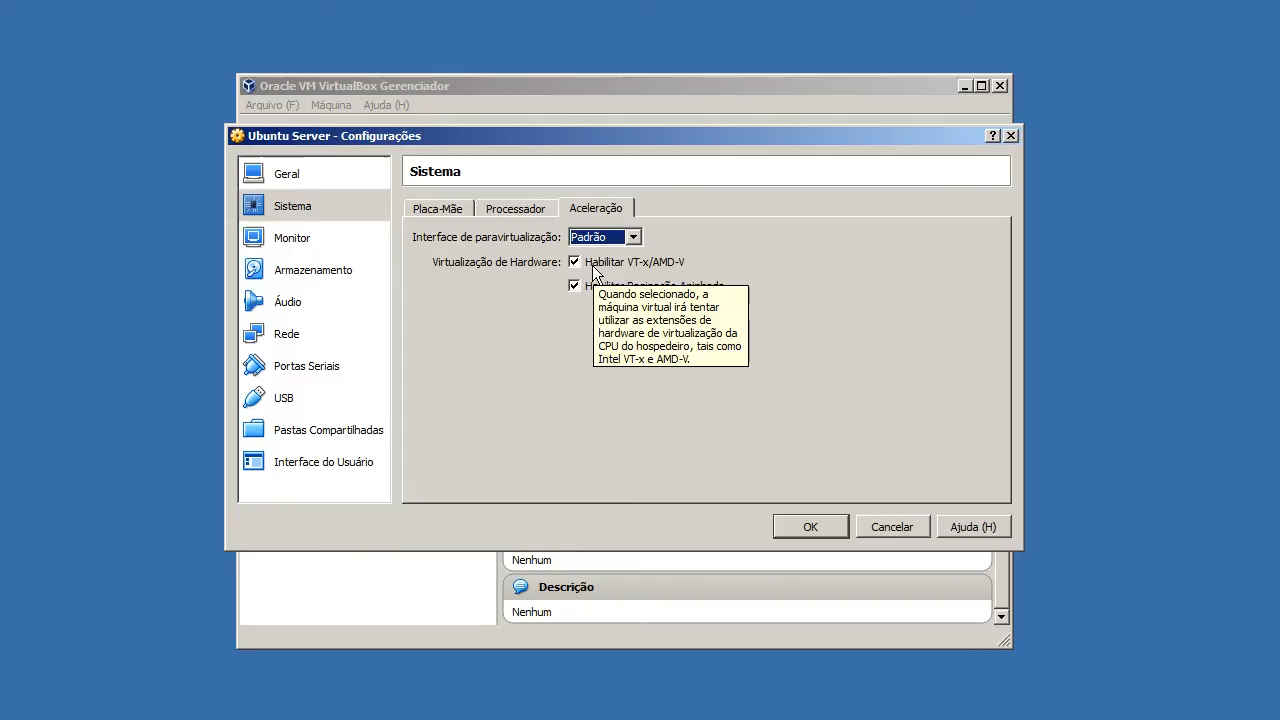 Oracle VM VirtualBox Gerenciador
Arquivo (F) Máquina Ajuda (H)
Ubuntu Server - Configurações
Geral
Sistema
Monitor
Armazenamento
Áudio
Rede
Portas Seriais
USB
Pastas Compartilhadas
Interface do Usuário
Sistema
Placa-Mãe Processador Aceleração
Interface de paravirtualização: Padrão
Virtualização de Hardware: Habilitar VT-x/AMD-V
Quando selecionado, a
máquina virtual irá tentar
utilizar as extensões de
hardware de virtualização da
CPU do hospedeiro, tais como
Intel VT-x e AMD-V.
OK Cancelar Ajuda (H)
Nenhum
Descrição
Nenhum